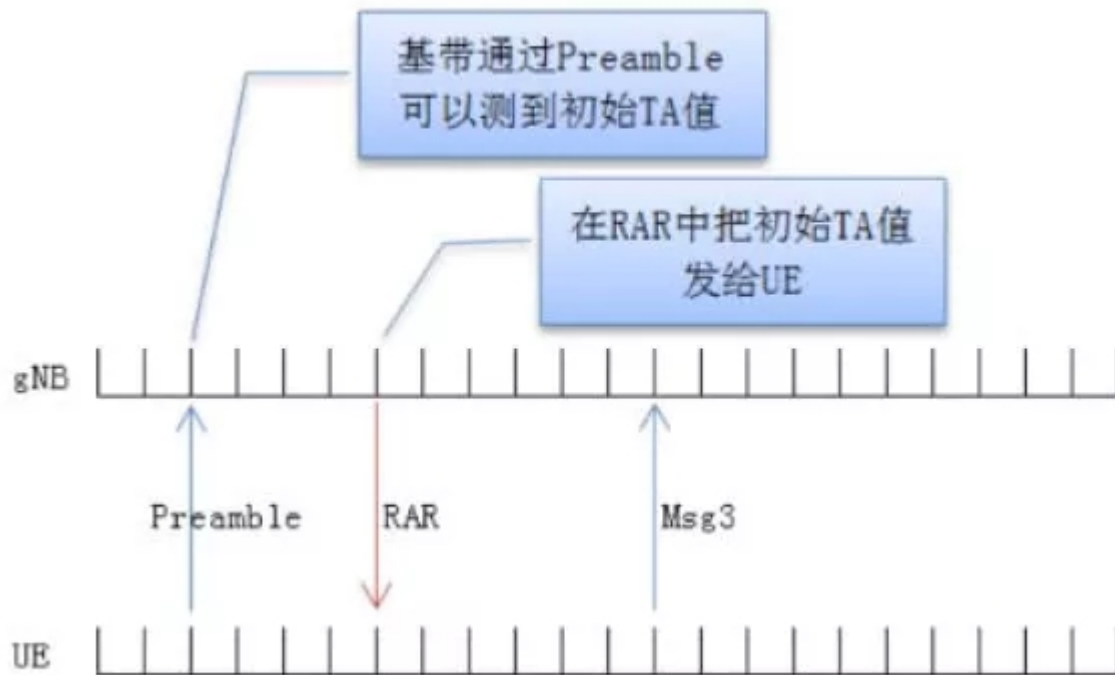 基带通过Preamble
可以测到初始TA值
在RAR中把初始TA值
发给UE
gNB
Preamble
RAR
Msg3
UE